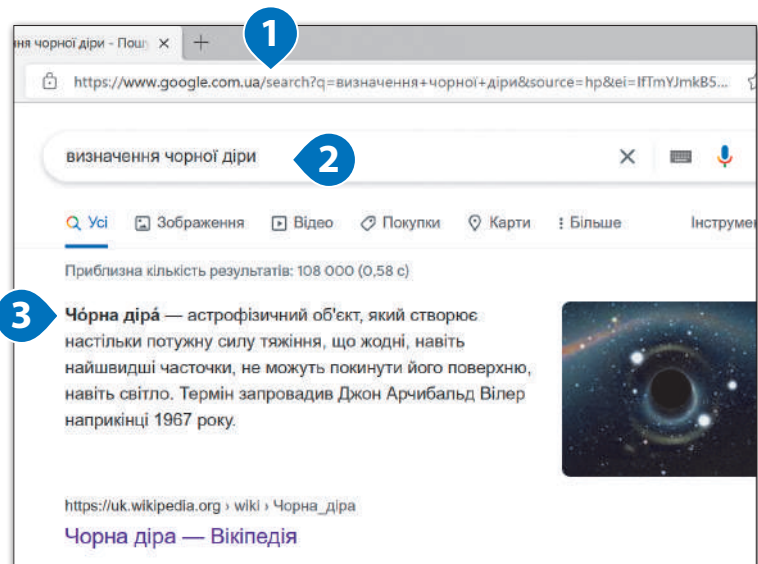 1
ня чорної діри - Пошу
https://www.google.com.ua/search?q=визначення+чорної+діри&source=hp&ei=IfTmYJmkB5...
визначення чорної діри
2
Усі Зображення Відео Покупки Карти Більше Інструмен
Приблизна кількість результатів: 108 000 (0,58 с)
3
Чо́рна діра́ — астрофізичний об'єкт, який створює
настільки потужну силу тяжіння, що жодні, навіть
найшвидші часточки, не можуть покинути його поверхню,
навіть світло. Термін запровадив Джон Арчибальд Вілер
наприкінці 1967 року.
https://uk.wikipedia.org › wiki › Чорна_діра
Чорна діра — Вікіпедія